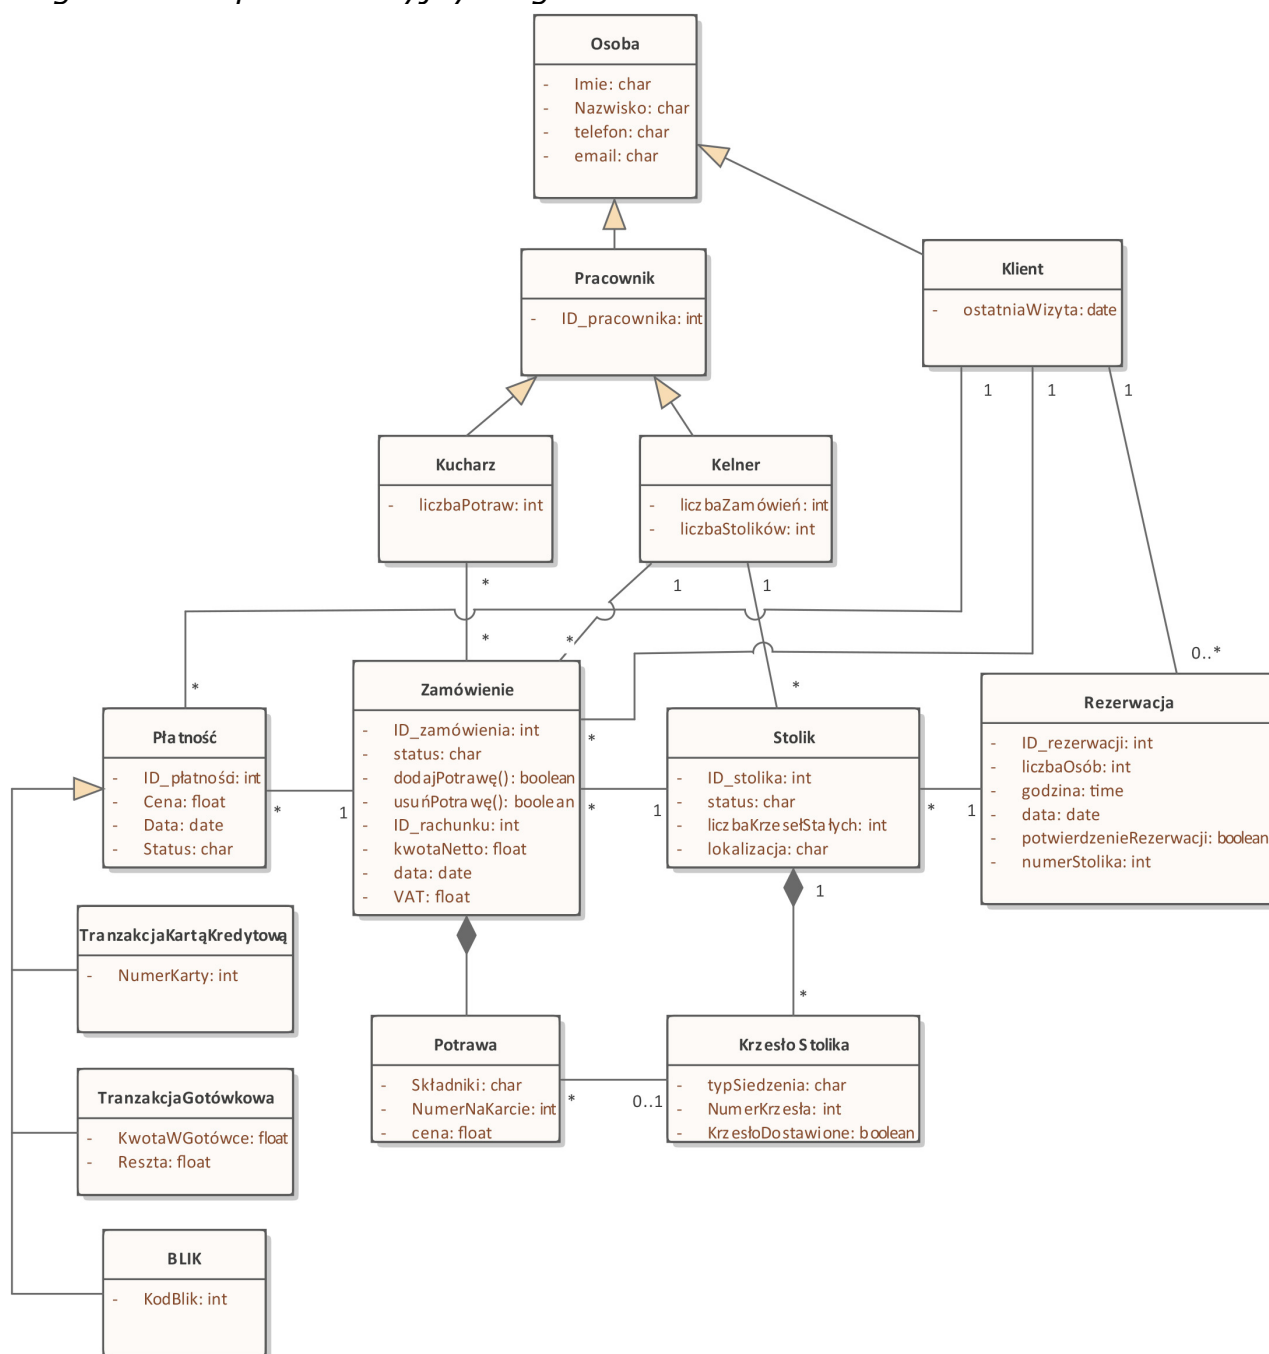 Osoba
- Imie: char
- Nazwisko: char
- telefon: char
- email: char
Pracownik
- ID_pracownika: int
Klient
- ostatniaWizyta: date
1
1
1
Kucharz
- liczbaPotraw: int
Kelner
- liczbaZamówień: int
- liczbaStolików: int
*
1
1
*
*
*
*
0..*
Płatność
- ID_płatności: int
- Cena: float
- Data: date
- Status: char
*
1
Zamówienie
- ID_zamówienia: int
- status: char
- dodajPotrawę(): boolean
- usuńPotrawę(): boolean
- ID_rachunku: int
- kwotaNetto: float
- data: date
- VAT: float
*
*
1
Stolik
- ID_stolika: int
- status: char
- liczbaKrzesełStałych: int
- lokalizacja: char
*
1
Rezerwacja
- ID_rezerwacji: int
- liczbaOsób: int
- godzina: time
- data: date
- potwierdzenieRezerwacji: boolean
- numerStolika: int
1
*
TranzakcjaKartąKredytową
- NumerKarty: int
Potrawa
- Składniki: char
- NumerNaKarcie: int
- cena: float
*
0..1
Krzesło Stolika
- typSiedzenia: char
- NumerKrzesła: int
- KrzesłoDostawione: boolean
TranzakcjaGotówkowa
- KwotaWGotówce: float
- Reszta: float
BLIK
- KodBlik: int